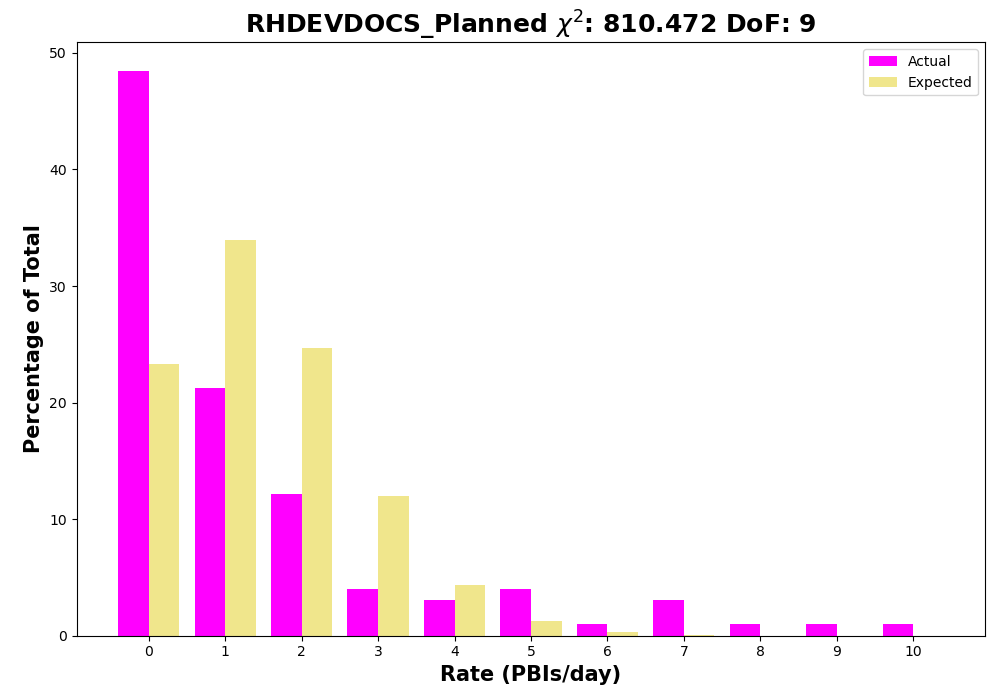 RHDEVDOCS_Planned χ²: 810.472 DoF: 9
Actual
Expected
Percentage of Total
50
40
30
20
10
0
0 1 2 3 4 5 6 7 8 9 10
Rate (PBIs/day)